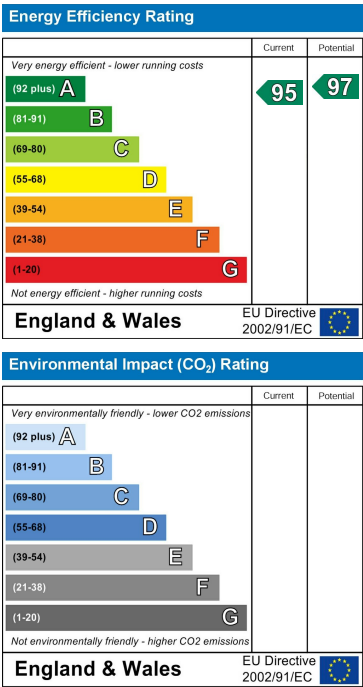 Energy Efficiency Rating
Current Potential
Very energy efficient - lower running costs
(92 plus) A
95 97
(81-91) B
(69-80) C
(55-68) D
(39-54) E
(21-38) F
(1-20) G
Not energy efficient - higher running costs
England & Wales
EU Directive
2002/91/EC
Environmental Impact (CO2) Rating
Current Potential
Very environmentally friendly - lower CO2 emissions
(92 plus) A
(81-91) B
(69-80) C
(55-68) D
(39-54) E
(21-38) F
(1-20) G
Not environmentally friendly - higher CO2 emissions
England & Wales
EU Directive
2002/91/EC